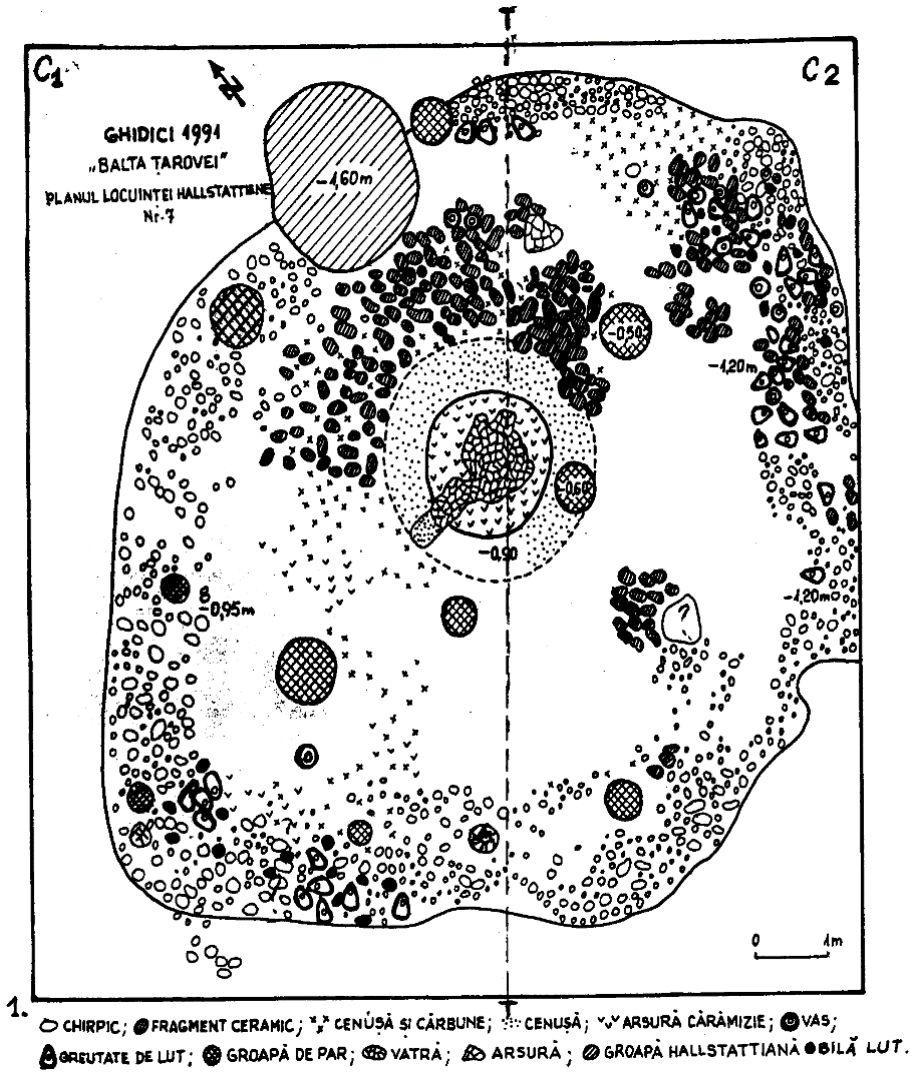 T
C1
C2
GHIDICI 1991
„BALTA ȚAROVEI"
PLANUL LOCUINTEI HALLSTATTIENE
Nr. 7
-1,60m
-0,50
-1,20m
-0,60
-0,90
-1,20m
-0,95m
0 1m
1.
CHIRPIC; FRAGMENT CERAMIC; CENUȘĂ SI CĂRBUNE; CENUȘĂ; ARSURĂ CĂRĂMIZIE; VAS;
GREUTATE DE LUT; GROAPĂ DE PAR; VATRĂ; ARSURĂ; GROAPĂ HALLSTATTIANĂ BILĂ LUT.